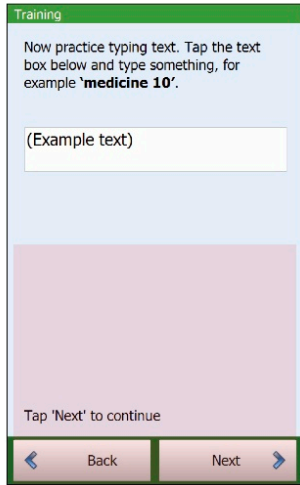 Training
Now practice typing text. Tap the text
box below and type something, for
example ‘medicine 10’.
(Example text)
Tap 'Next' to continue
Back
Next